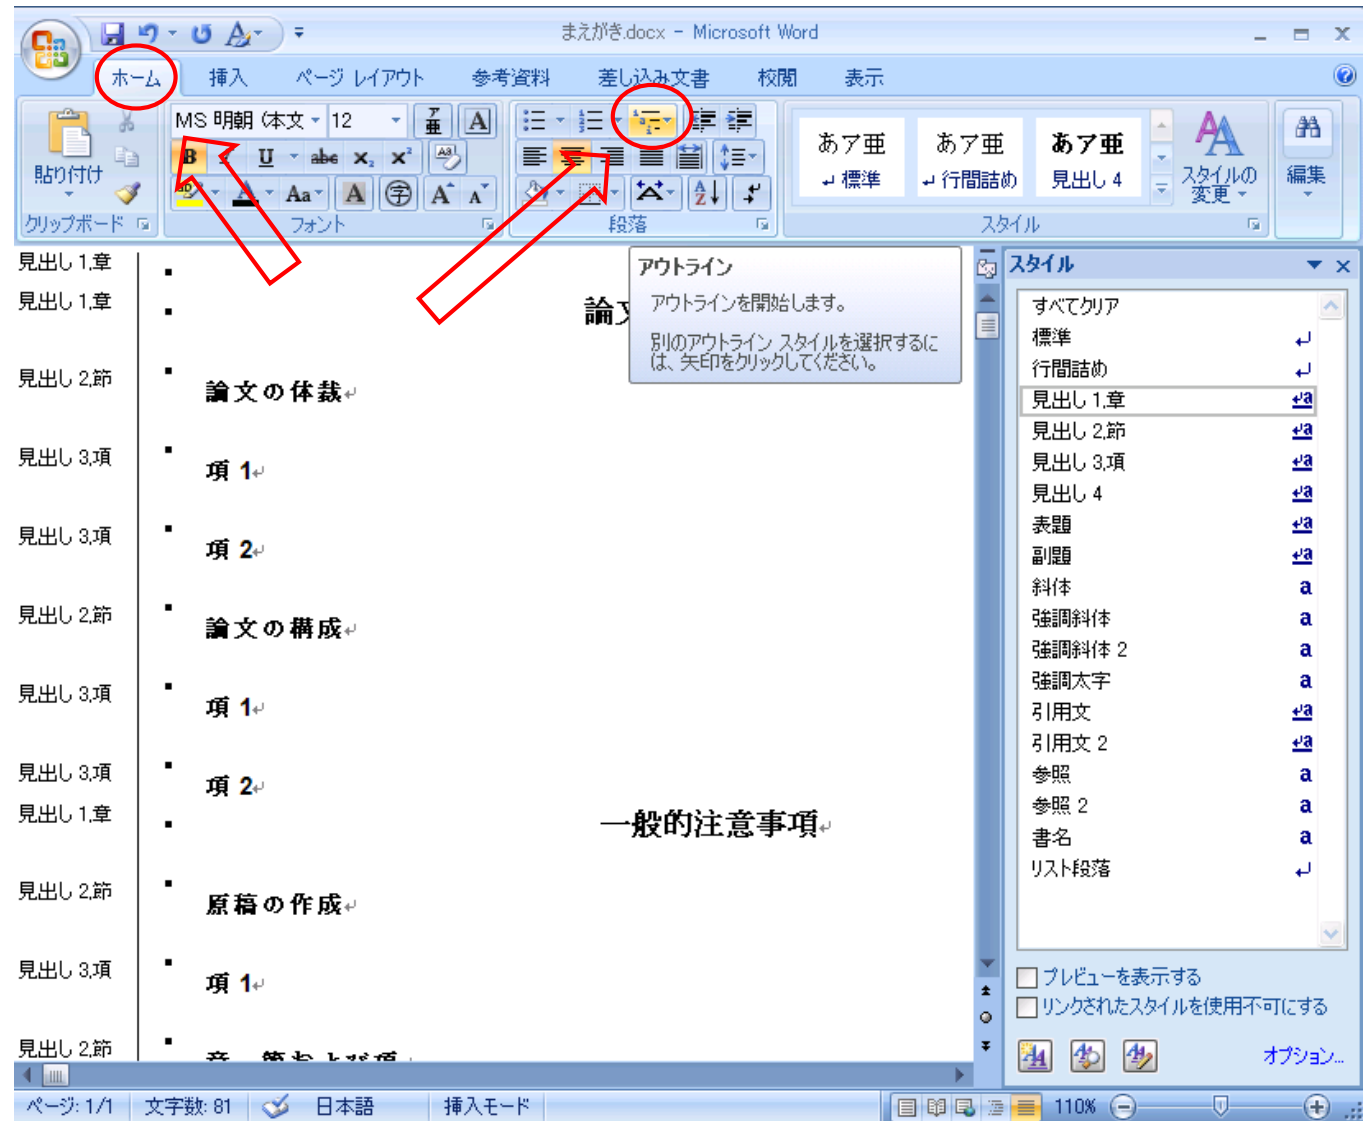 まえがき.docx - Microsoft Word
ホーム 挿入 ページ レイアウト 参考資料 差し込み文書 校閲 表示
MS 明朝 (本文 12
貼り付け
クリップボード フォント 段落 スタイル
あア亜 あア亜 あア亜
標準 行間詰め 見出し 4
スタイルの変更
編集
アウトライン
アウトラインを開始します。
別のアウトライン スタイルを選択するに
は、矢印をクリックしてください。
見出し 1,章
見出し 1,章 論文
見出し 2,節 論文の体裁
見出し 3,項 項 1
見出し 3,項 項 2
見出し 2,節 論文の構成
見出し 3,項 項 1
見出し 3,項 項 2
見出し 1,章 一般的注意事項
見出し 2,節 原稿の作成
見出し 3,項 項 1
見出し 2,節 章、節および項
スタイル
すべてクリア
標準
行間詰め
見出し 1,章
見出し 2,節
見出し 3,項
見出し 4
表題
副題
斜体
強調斜体
強調斜体 2
強調太字
引用文
引用文 2
参照
参照 2
書名
リスト段落
プレビューを表示する
リンクされたスタイルを使用不可にする
オプション...
ページ: 1/1 文字数: 81 日本語 挿入モード 110%